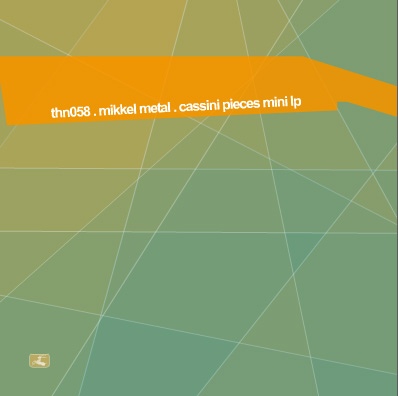 thn058 . mikkel metal . cassini pieces mini lp